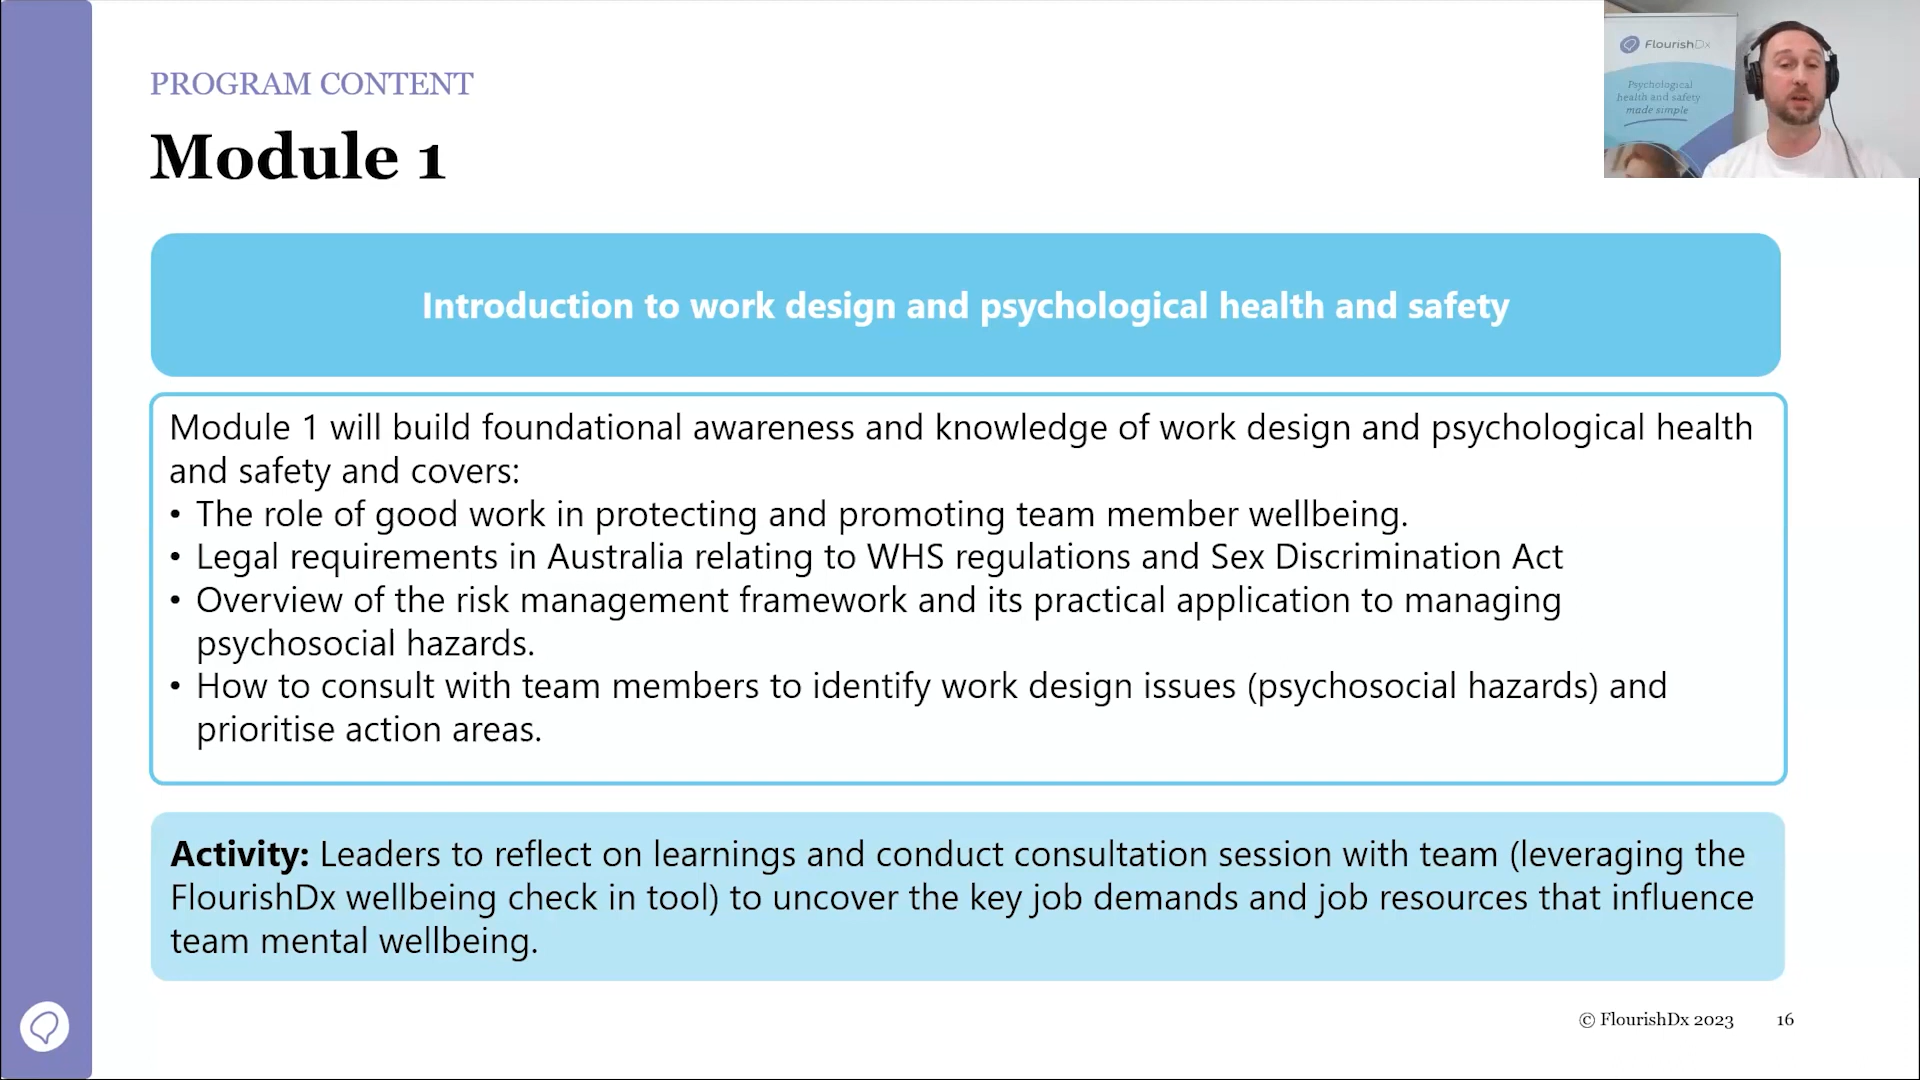 PROGRAM CONTENT
Module 1
FlourishDx
Psychological
health and safety
made simple
Introduction to work design and psychological health and safety
Module 1 will build foundational awareness and knowledge of work design and psychological health
and safety and covers:
• The role of good work in protecting and promoting team member wellbeing.
• Legal requirements in Australia relating to WHS regulations and Sex Discrimination Act
• Overview of the risk management framework and its practical application to managing
psychosocial hazards.
• How to consult with team members to identify work design issues (psychosocial hazards) and
prioritise action areas.
Activity: Leaders to reflect on learnings and conduct consultation session with team (leveraging the
FlourishDx wellbeing check in tool) to uncover the key job demands and job resources that influence
team mental wellbeing.
© FlourishDx 2023 16